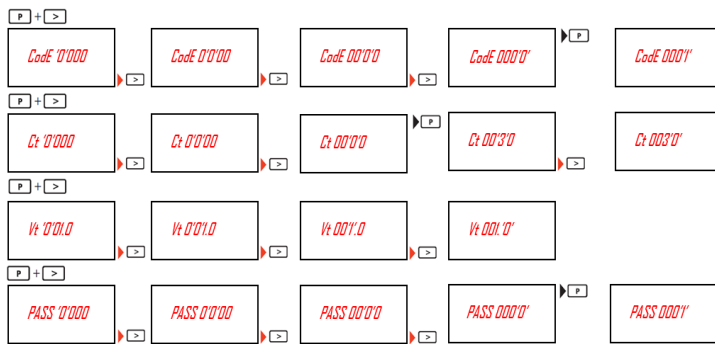 P + >
CodE '0'000 > CodE 0'0'00 > CodE 00'0'0 > CodE 000'0' P CodE 000'1'
P + >
Ct '0'000 > Ct 0'0'00 > Ct 00'0'0 P Ct 00'3'0 > Ct 003'0'
P + >
Vt '0'01.0 > Vt 0'0'1.0 > Vt 00'1'.0 > Vt 001.'0'
P + >
PASS '0'000 > PASS 0'0'00 > PASS 00'0'0 > PASS 000'0' P PASS 000'1'